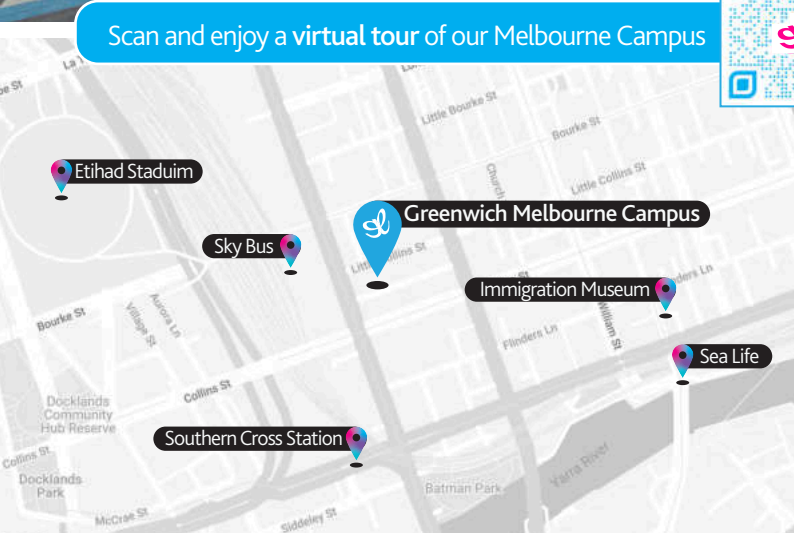 Scan and enjoy a virtual tour of our Melbourne Campus
Little Bourke St
Bourke St
Church
Little Collins St
Etihad Staduim
Greenwich Melbourne Campus
Sky Bus
Immigration Museum
Bourke St
Village St
Aurora Ln
Flinders Ln
William St
Sea Life
Collins St
Docklands
Community
Hub Reserve
Southern Cross Station
Collins St
Docklands
Park
Batman Park
Yarra River
McCrae St
Siddeley St